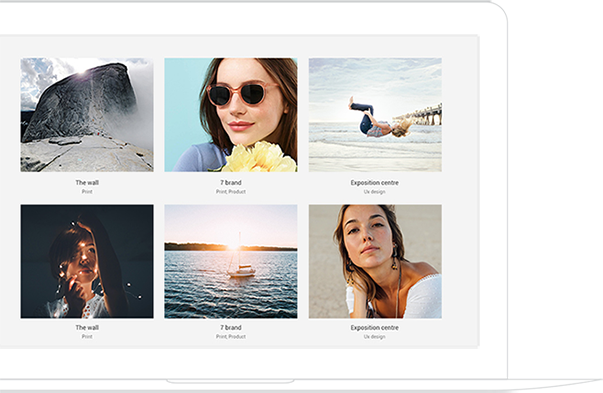 The wall
Print
7 brand
Print; Product
Exposition centre
Ux design
The wall
Print
7 brand
Print; Product
Exposition centre
Ux design